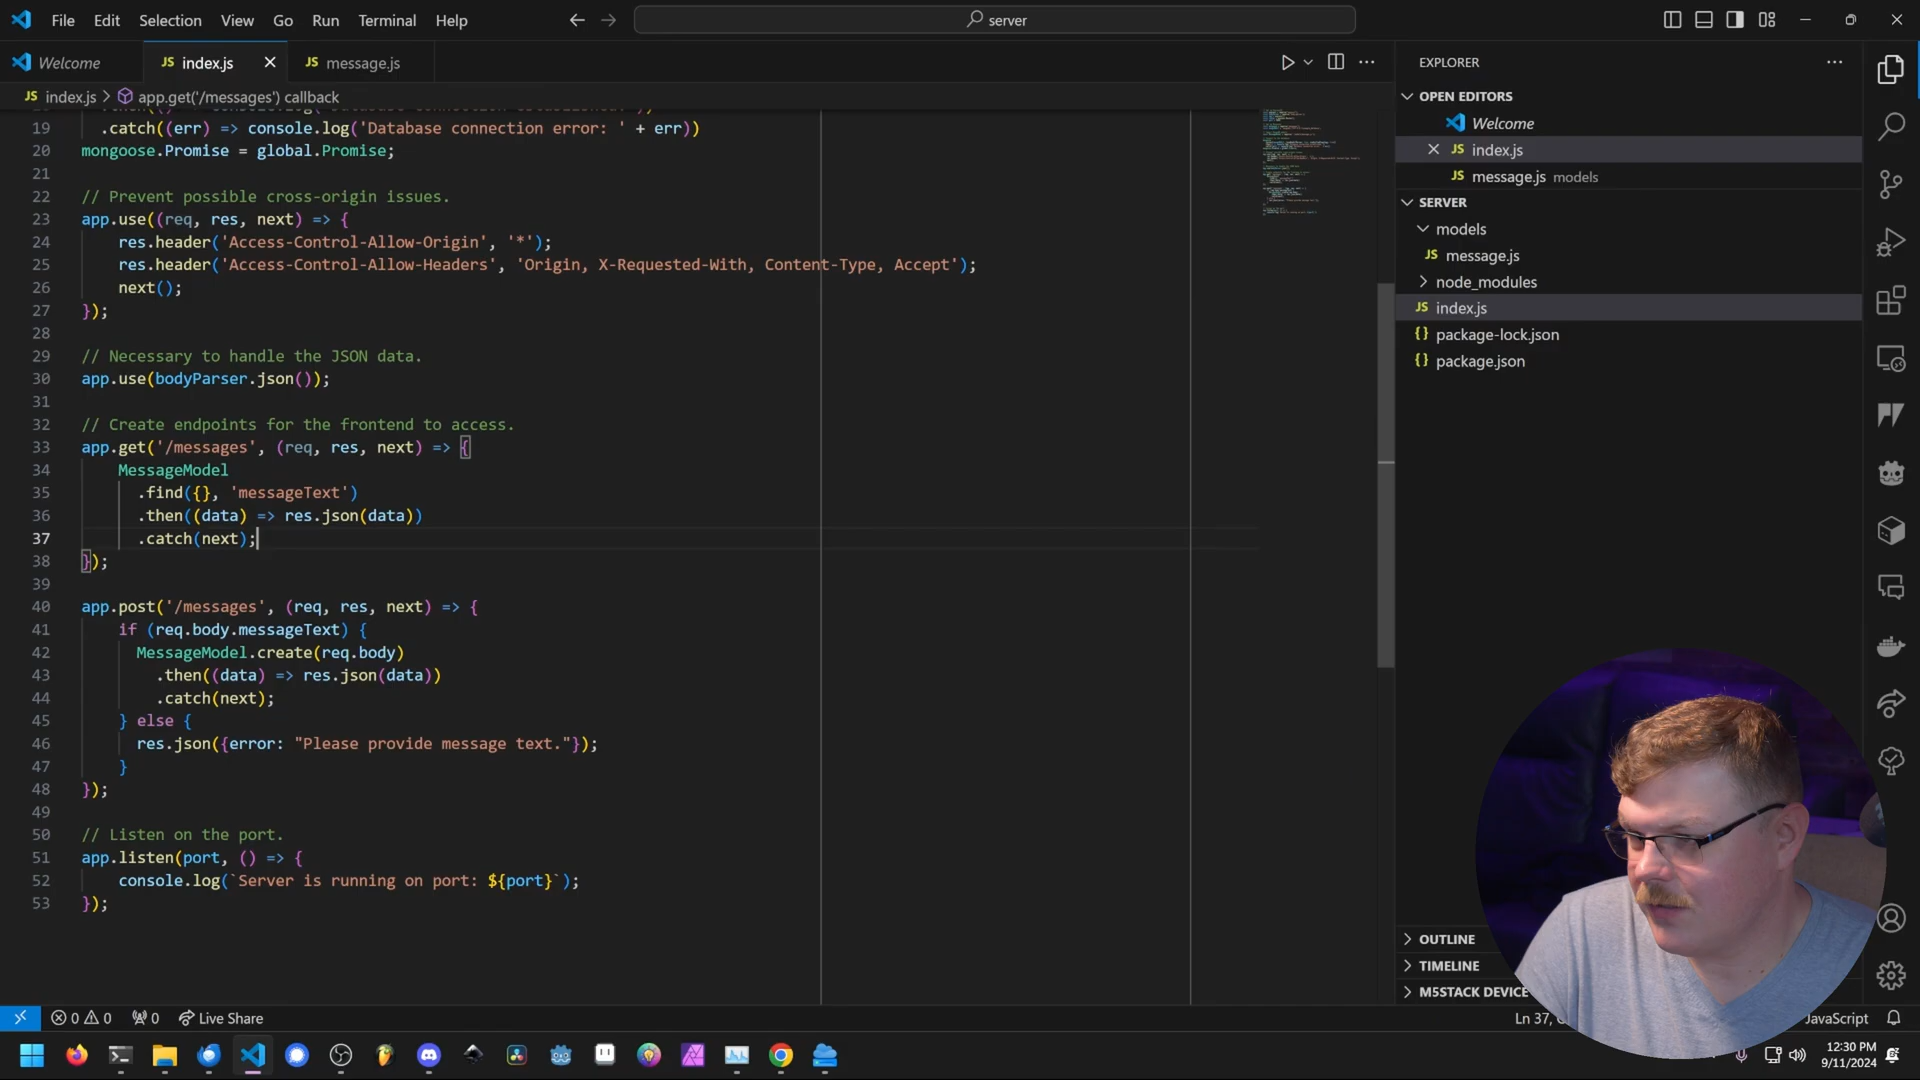 File Edit Selection View Go Run Terminal Help
server
Welcome
JS index.js
JS message.js
JS index.js > app.get('/messages') callback
19 .catch((err) => console.log('Database connection error: ' + err))
20 mongoose.Promise = global.Promise;
21
22 // Prevent possible cross-origin issues.
23 app.use((req, res, next) => {
24 res.header('Access-Control-Allow-Origin', '*');
25 res.header('Access-Control-Allow-Headers', 'Origin, X-Requested-With, Content-Type, Accept');
26 next();
27 });
28
29 // Necessary to handle the JSON data.
30 app.use(bodyParser.json());
31
32 // Create endpoints for the frontend to access.
33 app.get('/messages', (req, res, next) => {
34 MessageModel
35 .find({}, 'messageText')
36 .then((data) => res.json(data))
37 .catch(next);
38 });
39
40 app.post('/messages', (req, res, next) => {
41 if (req.body.messageText) {
42 MessageModel.create(req.body)
43 .then((data) => res.json(data))
44 .catch(next);
45 } else {
46 res.json({error: "Please provide message text."});
47 }
48 });
49
50 // Listen on the port.
51 app.listen(port, () => {
52 console.log(`Server is running on port: ${port}`);
53 });
EXPLORER
OPEN EDITORS
Welcome
JS index.js
JS message.js models
SERVER
models
JS message.js
node_modules
JS index.js
{} package-lock.json
{} package.json
OUTLINE
TIMELINE
M5STACK DEVICE
0 0 0 Live Share
Ln 37,
JavaScript
12:30 PM
9/11/2024